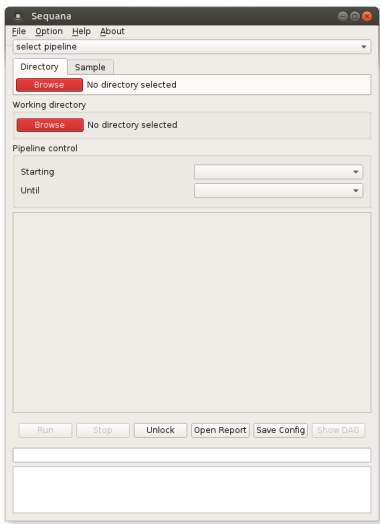 Sequana
File Option Help About
select pipeline
Directory Sample
Browse No directory selected
Working directory
Browse No directory selected
Pipeline control
Starting
Until
Run Stop Unlock Open Report Save Config Show DAG